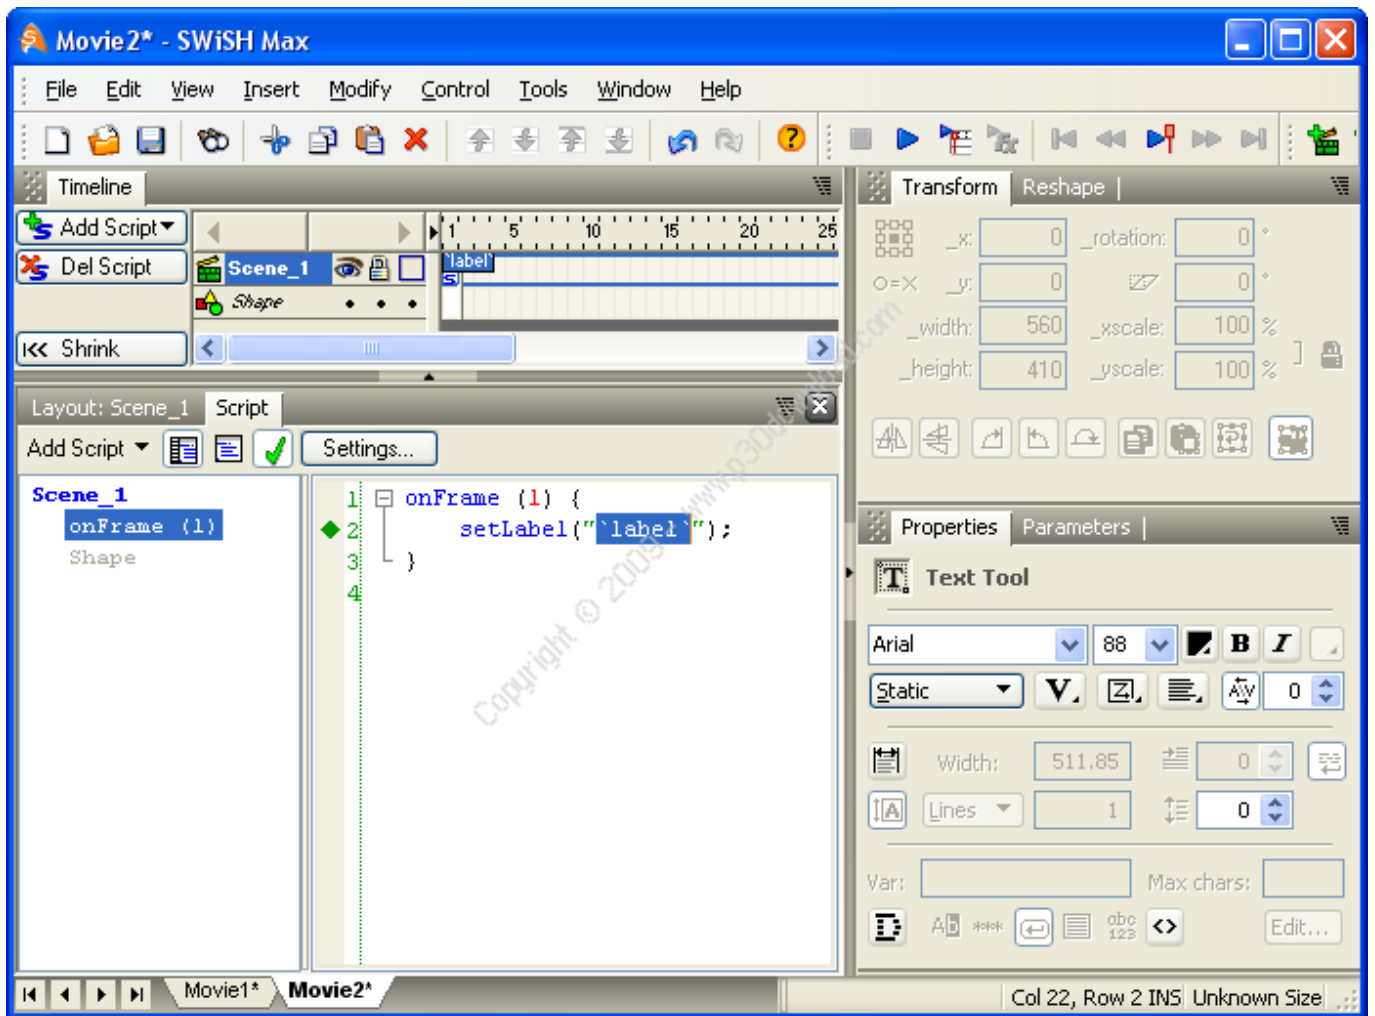 Movie2* - SWiSH Max
File Edit View Insert Modify Control Tools Window Help
Timeline
Add Script
Del Script
Shrink
1 5 10 15 20 25
Scene_1
`label`
S
Shape
Layout: Scene_1 Script
Add Script Settings...
Scene_1
onFrame (1)
Shape
1 onFrame (1) {
2 setLabel("`label`");
3 }
4
Transform Reshape
_x: 0 _rotation: 0 °
O=X _y: 0 0 °
_width: 560 _xscale: 100 %
_height: 410 _yscale: 100 %
Properties Parameters
T Text Tool
Arial 88 B I
Static V A\V 0
Width: 511.85 0
A Lines 1 0
Var: Max chars:
AB *** abc 123 <> Edit...
Movie1* Movie2*
Col 22, Row 2 INS Unknown Size
Copyright © 2009 - www.p30download.com